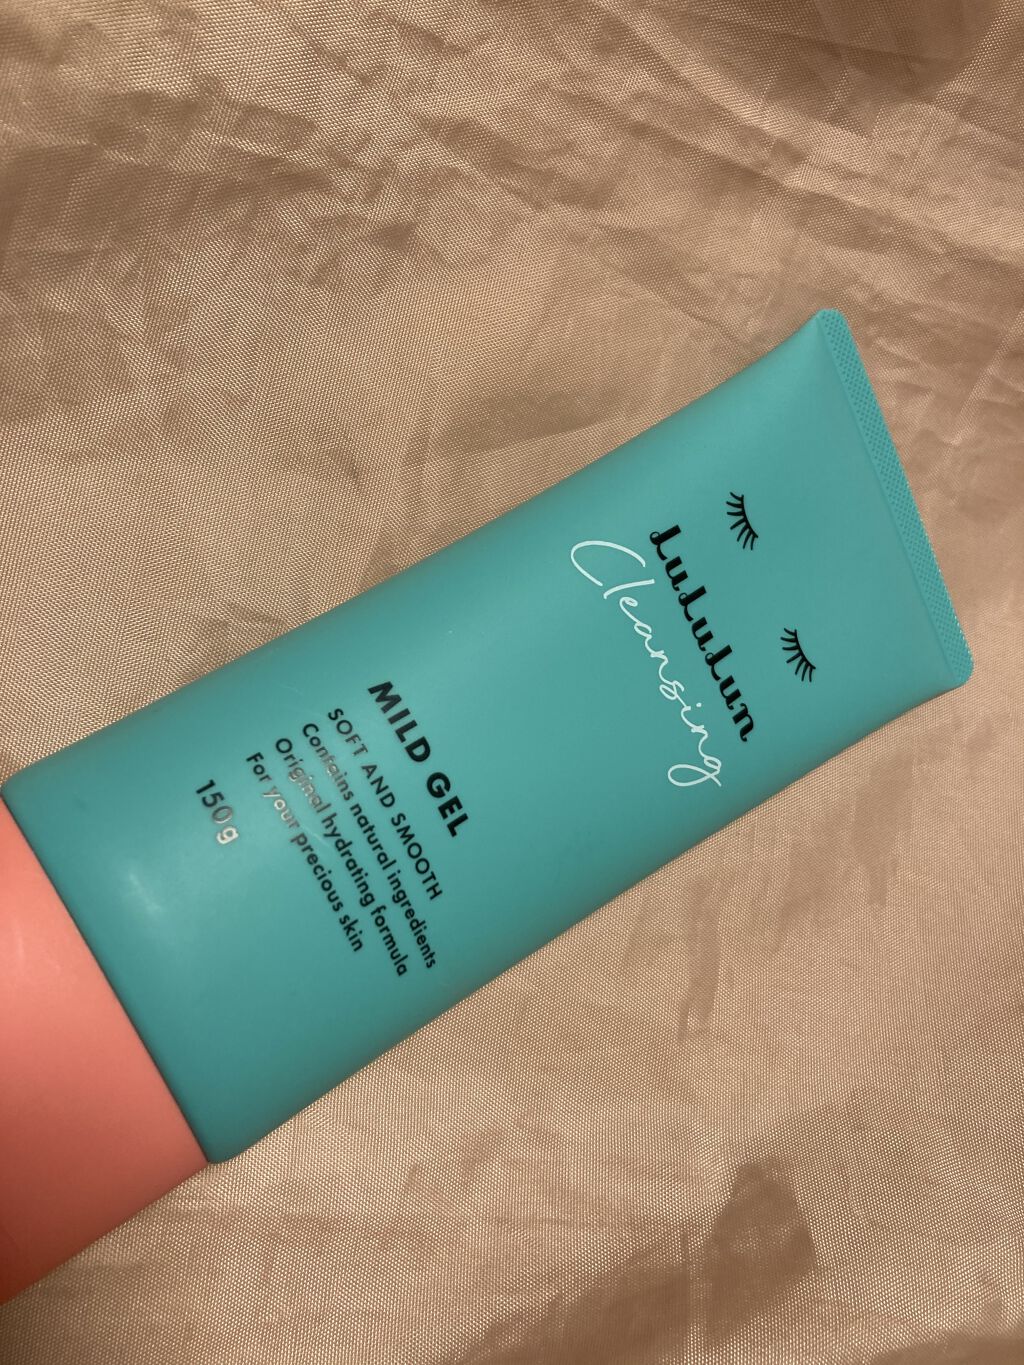 LuLuLun
Cleansing
MILD GEL
SOFT AND SMOOTH
Contains natural ingredients
Original hydrating formula
For your precious skin
150g